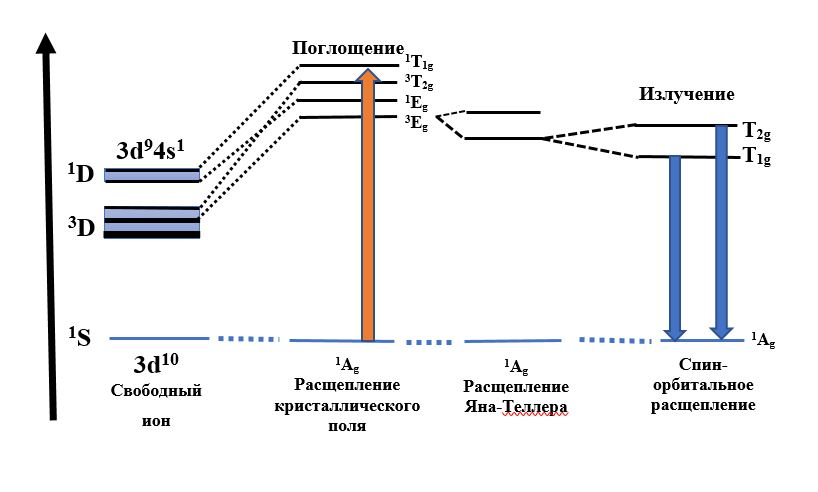 Поглощение
¹T₁g
³T₂g
¹Eg
³Eg
Излучение
T₂g
T₁g
3d⁹4s¹
¹D
³D
¹S
3d¹⁰
Свободный
ион
¹Ag
Расщепление
кристаллического
поля
¹Ag
Расщепление
Яна-Теллера
¹Ag
Спин-
орбитальное
расщепление